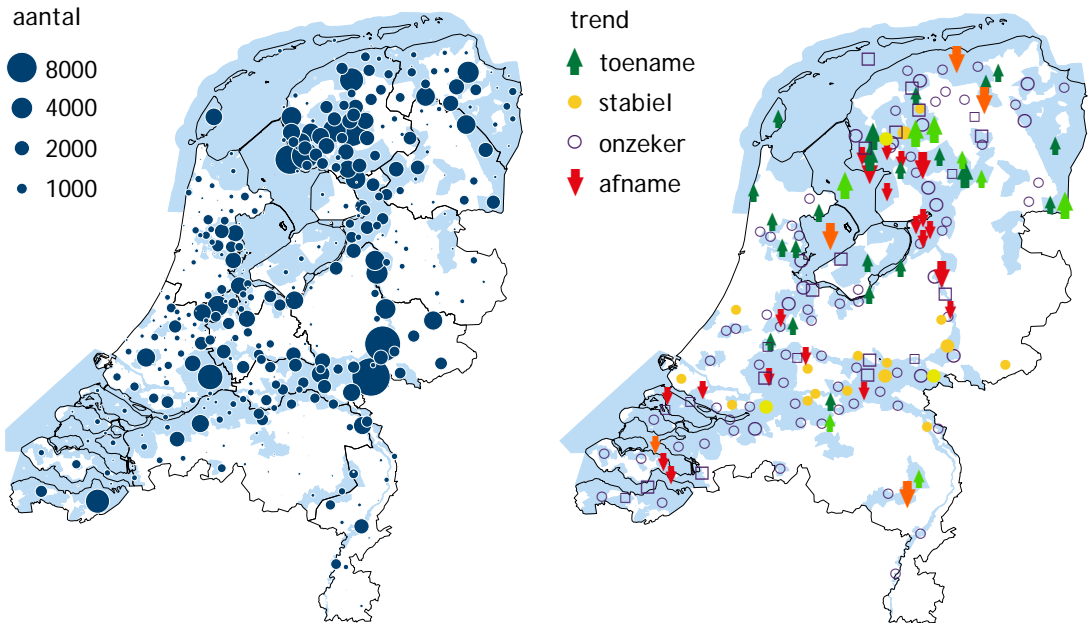 aantal
8000
4000
2000
1000
trend
toename
stabiel
onzeker
afname